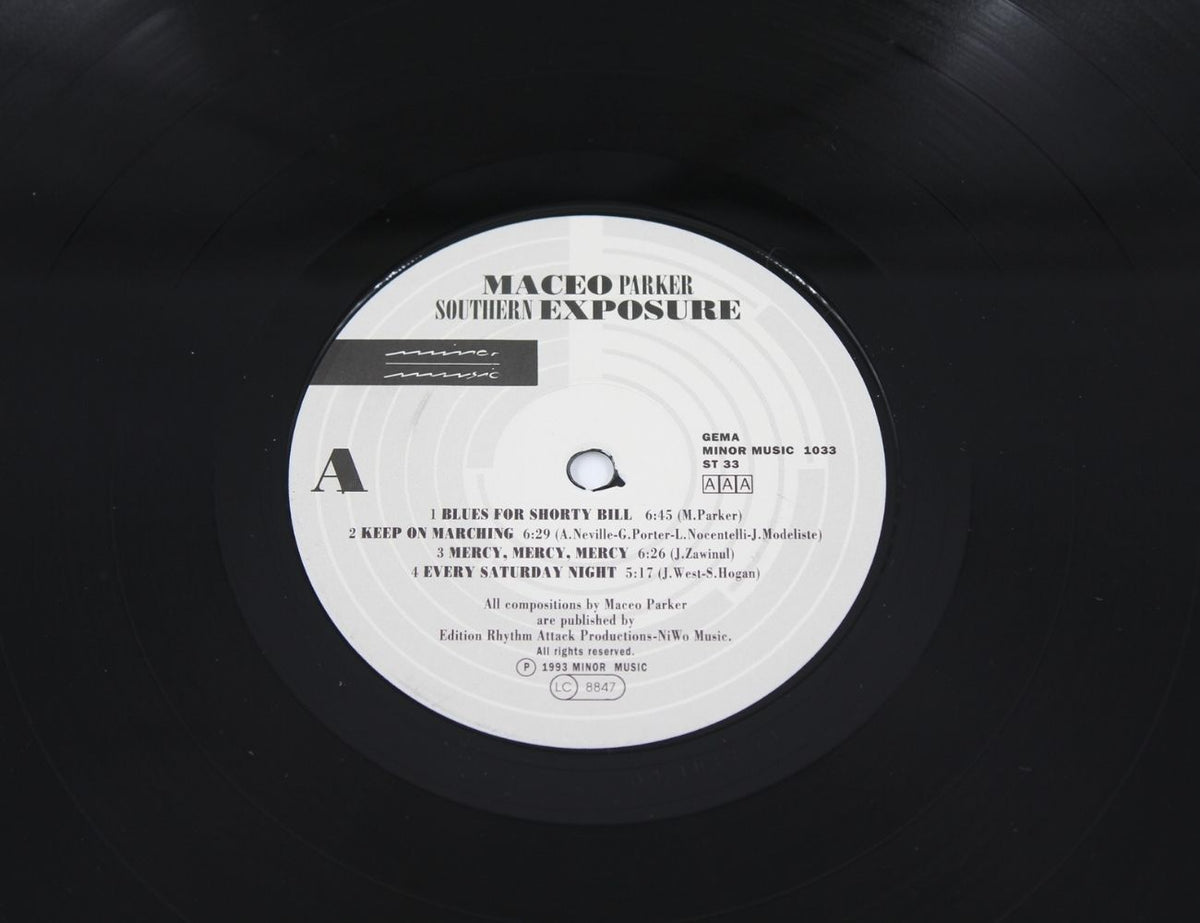 MACEO PARKER
SOUTHERN EXPOSURE
minor
music
A
GEMA
MINOR MUSIC 1033
ST 33
AAA
1 BLUES FOR SHORTY BILL 6:45 (M.Parker)
2 KEEP ON MARCHING 6:29 (A.Neville-G.Porter-L.Nocentelli-J.Modeliste)
3 MERCY, MERCY, MERCY 6:26 (J.Zawinul)
4 EVERY SATURDAY NIGHT 5:17 (J.West-S.Hogan)
All compositions by Maceo Parker
are published by
Edition Rhythm Attack Productions-NiWo Music.
All rights reserved.
Ⓟ 1993 MINOR MUSIC
LC 8847